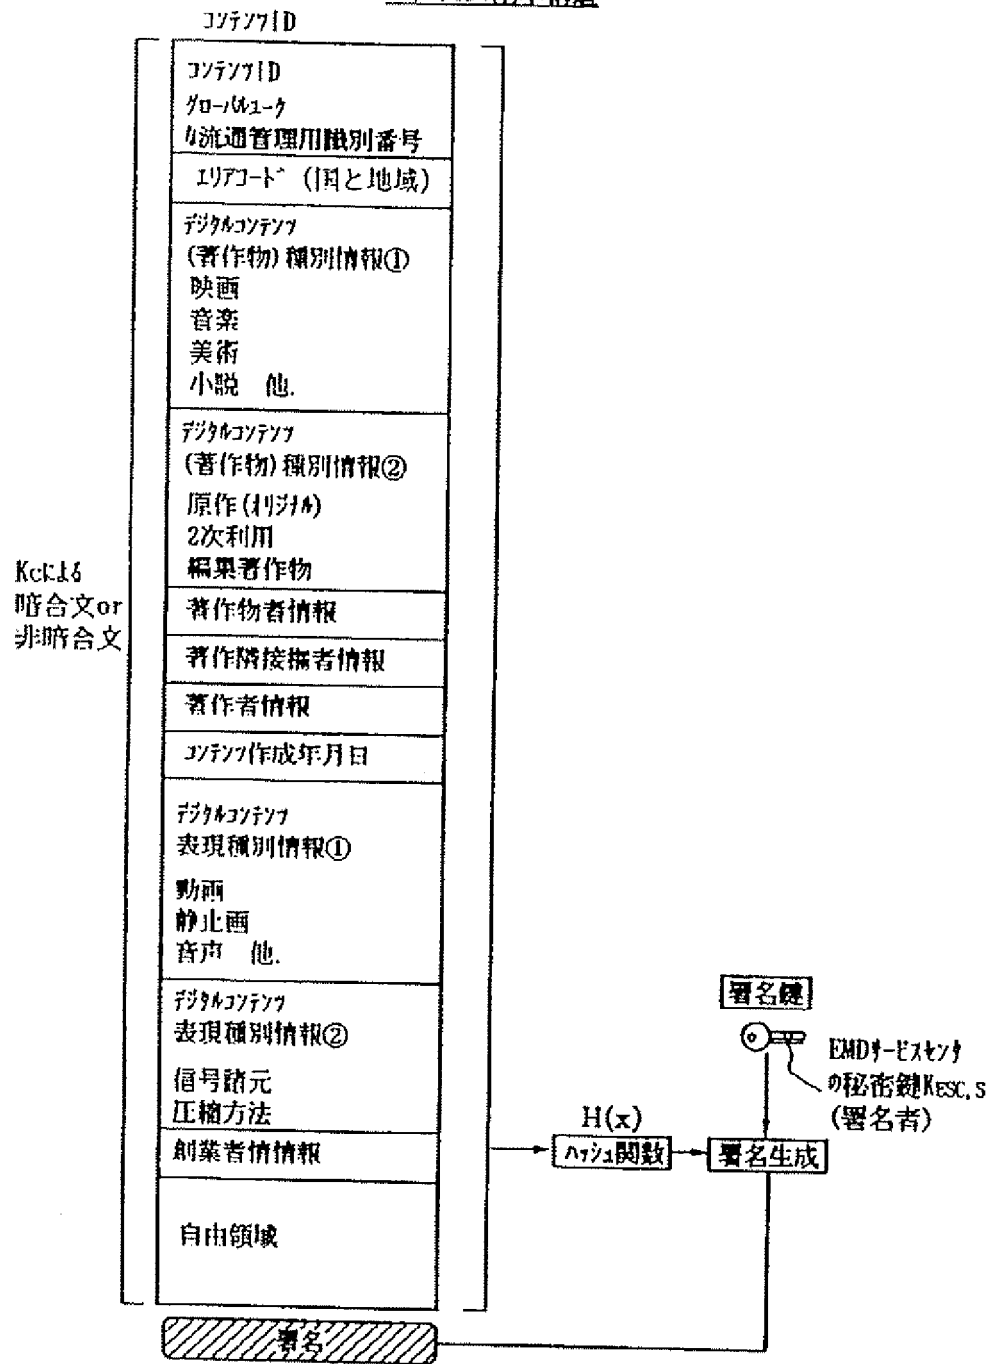 コンテンツID
コンテンツID
グローバルユーク
ﾅ流通管理用識別番号
エリアコード (国と地域)
デジタルコンテンツ
(著作物) 種別情報①
映画
音楽
美術
小説 他.
デジタルコンテンツ
(著作物) 種別情報②
原作(オリジナル)
2次利用
編集著作物
著作物者情報
著作隣接権者情報
著作者情報
コンテンツ作成年月日
デジタルコンテンツ
表現種別情報①
動画
静止画
音声 他.
デジタルコンテンツ
表現種別情報②
信号諸元
圧縮方法
創業者情情報
自由領域
署名
Kcによる
暗合文or
非暗合文
H(x)
ハッシュ関数
署名生成
署名鍵
EMDサービスセンタ
の秘密鍵KESC,S
(署名者)